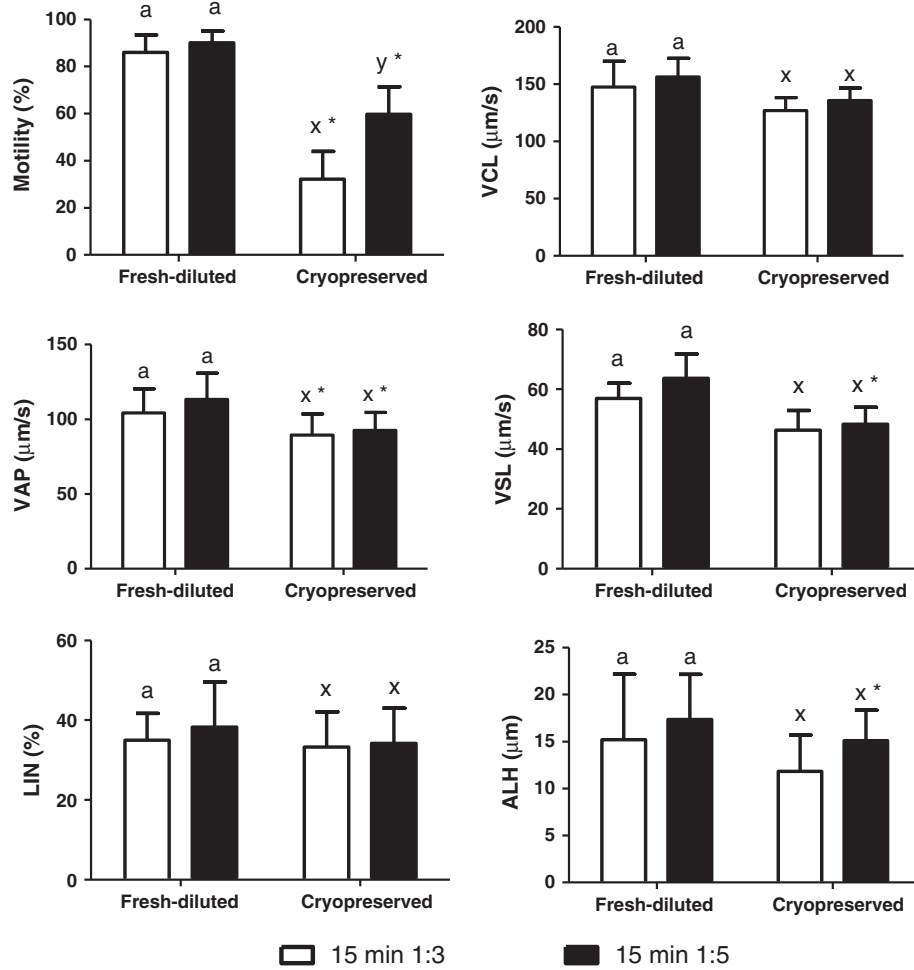 Motility (%)
100
80
60
40
20
0
a a x * y *
Fresh-diluted Cryopreserved
VCL (μm/s)
200
150
100
50
0
a a x x
Fresh-diluted Cryopreserved
VAP (μm/s)
150
100
50
0
a a x * x *
Fresh-diluted Cryopreserved
VSL (μm/s)
80
60
40
20
0
a a x x *
Fresh-diluted Cryopreserved
LIN (%)
60
40
20
0
a a x x
Fresh-diluted Cryopreserved
ALH (μm)
25
20
15
10
5
0
a a x x *
Fresh-diluted Cryopreserved
15 min 1:3 15 min 1:5